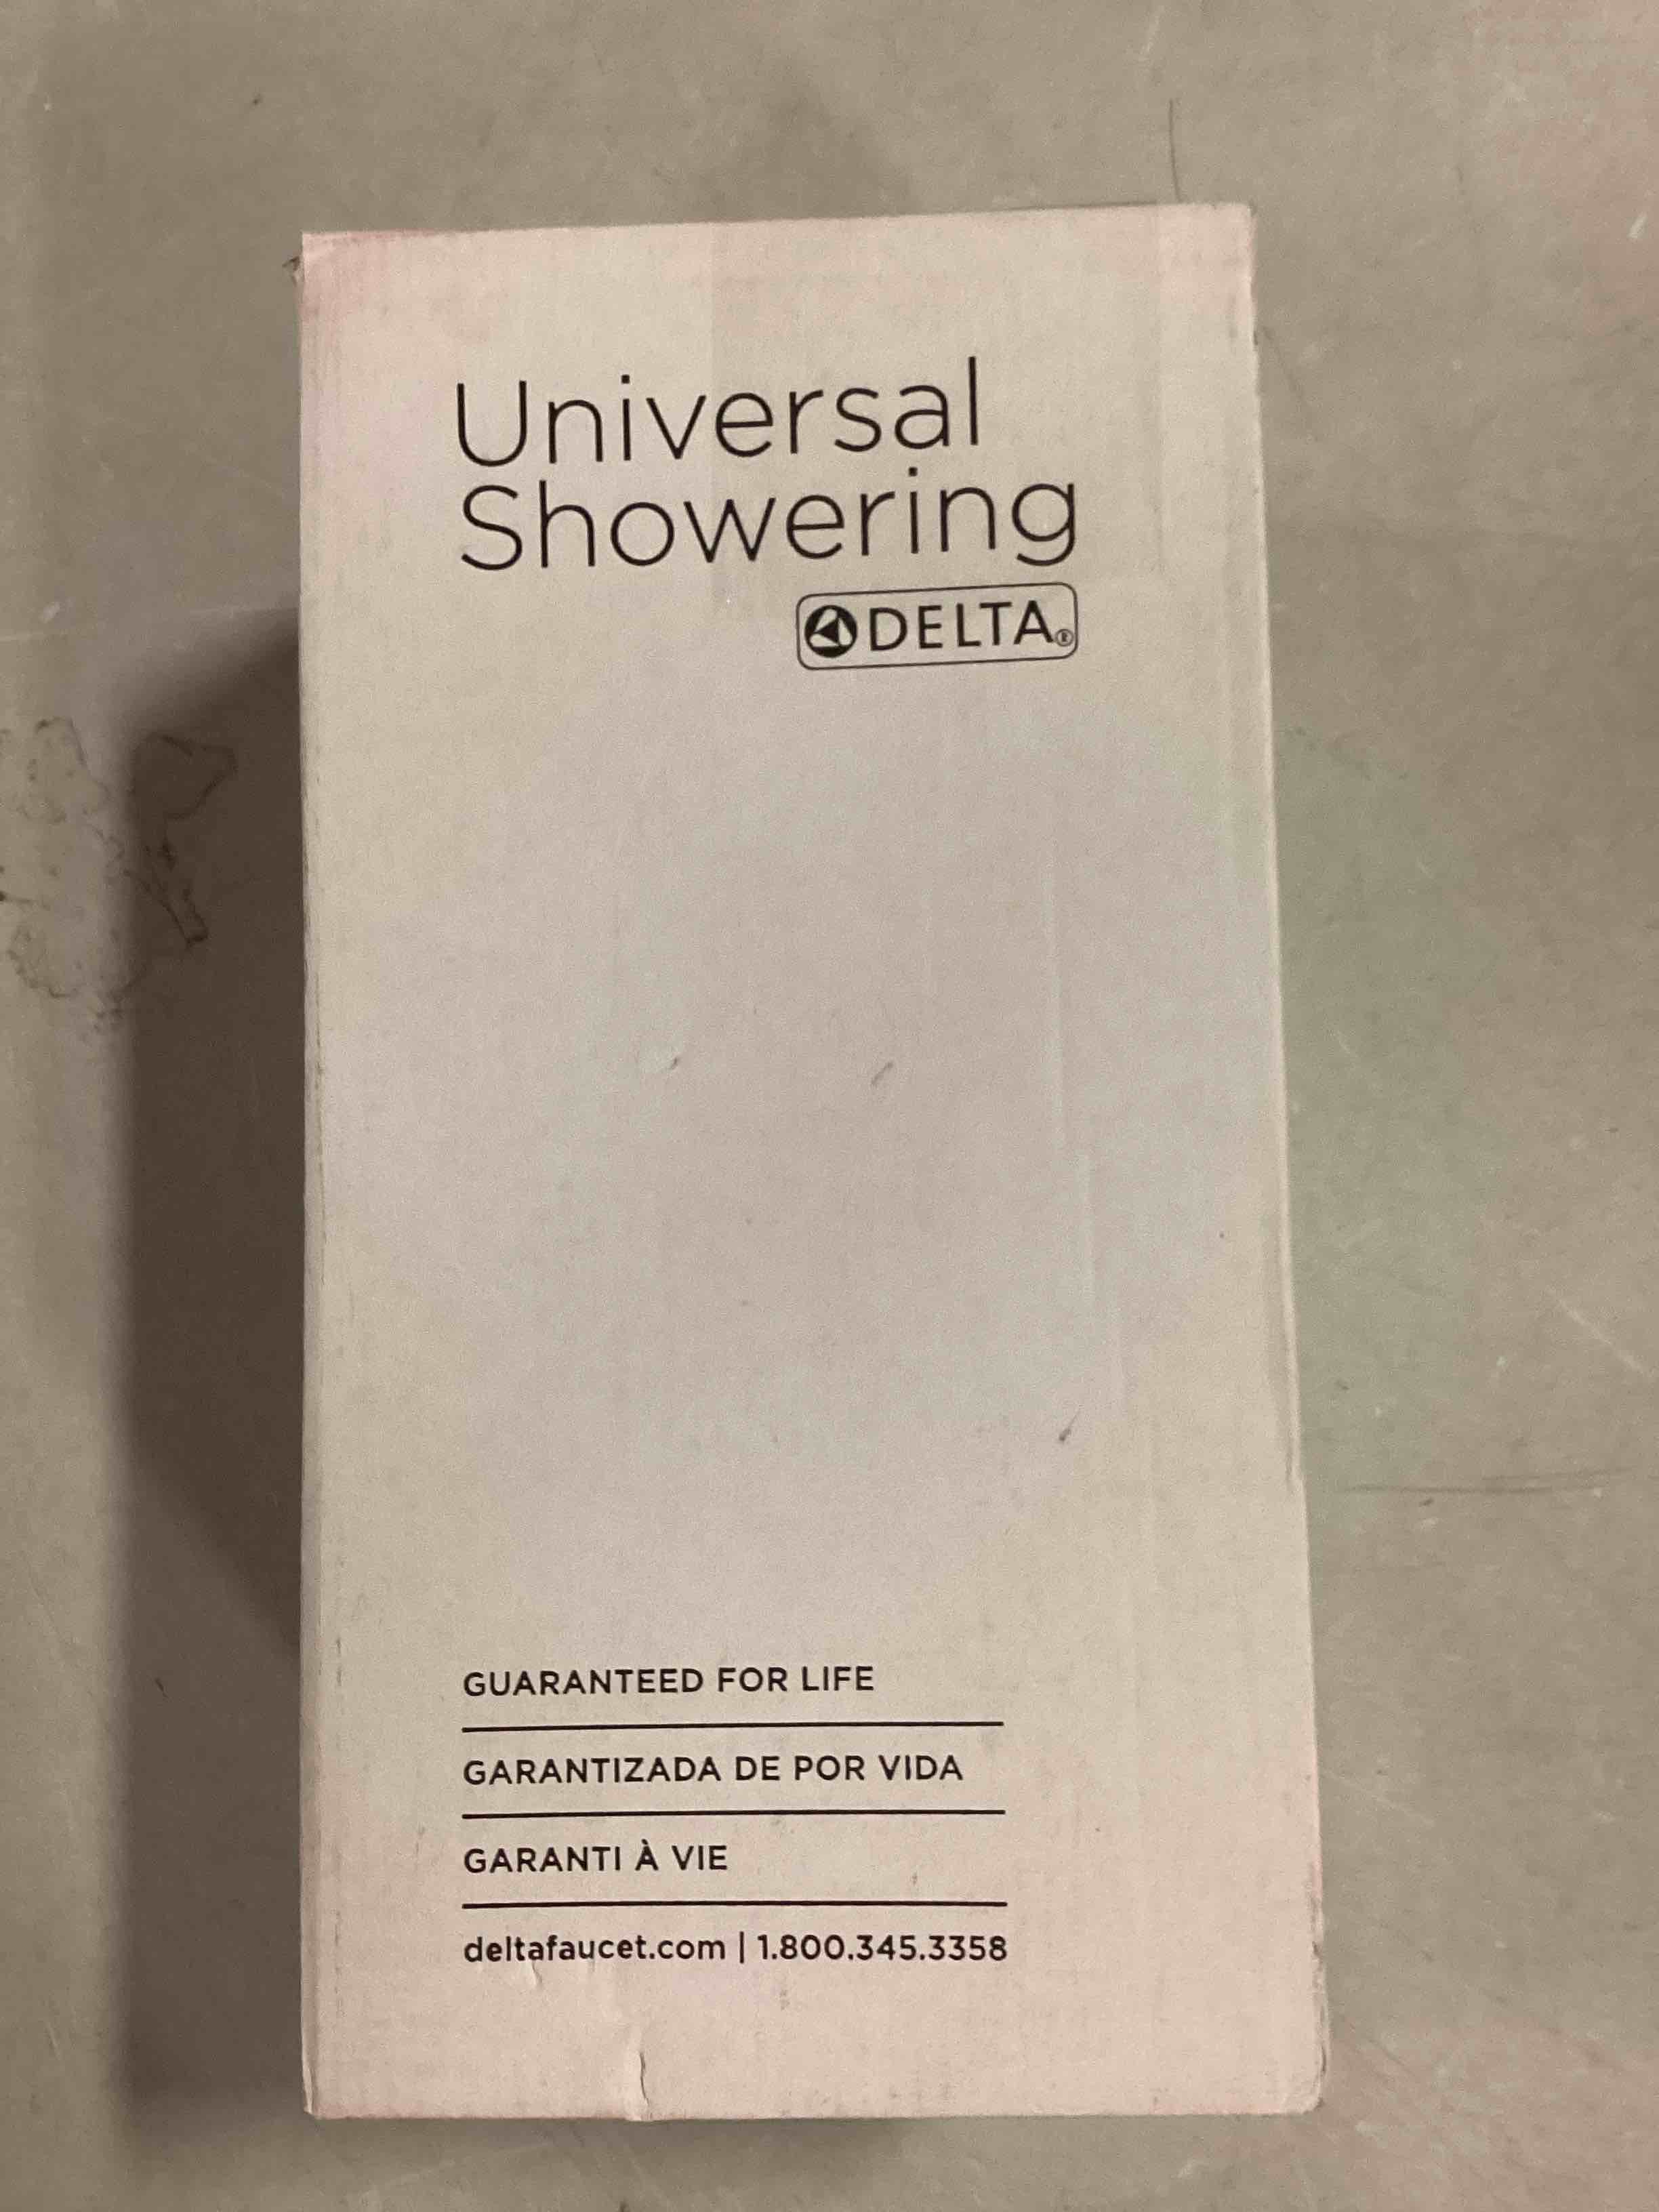 Universal
Showering
DELTA®
GUARANTEED FOR LIFE
GARANTIZADA DE POR VIDA
GARANTI À VIE
deltafaucet.com | 1.800.345.3358